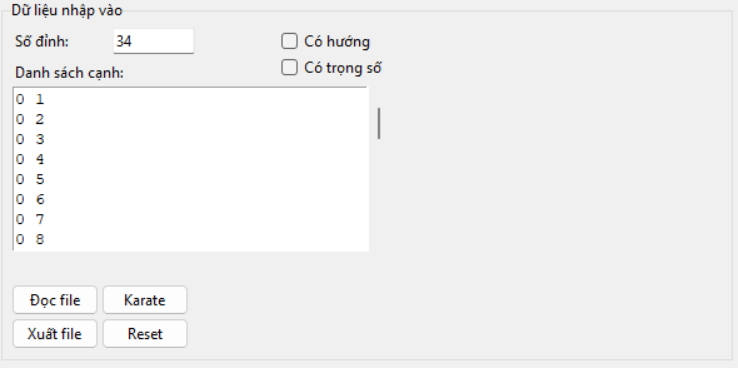 Dữ liệu nhập vào
Số đỉnh: 34
Có hướng
Danh sách cạnh:
Có trọng số
0 1
0 2
0 3
0 4
0 5
0 6
0 7
0 8
Đọc file Karate
Xuất file Reset